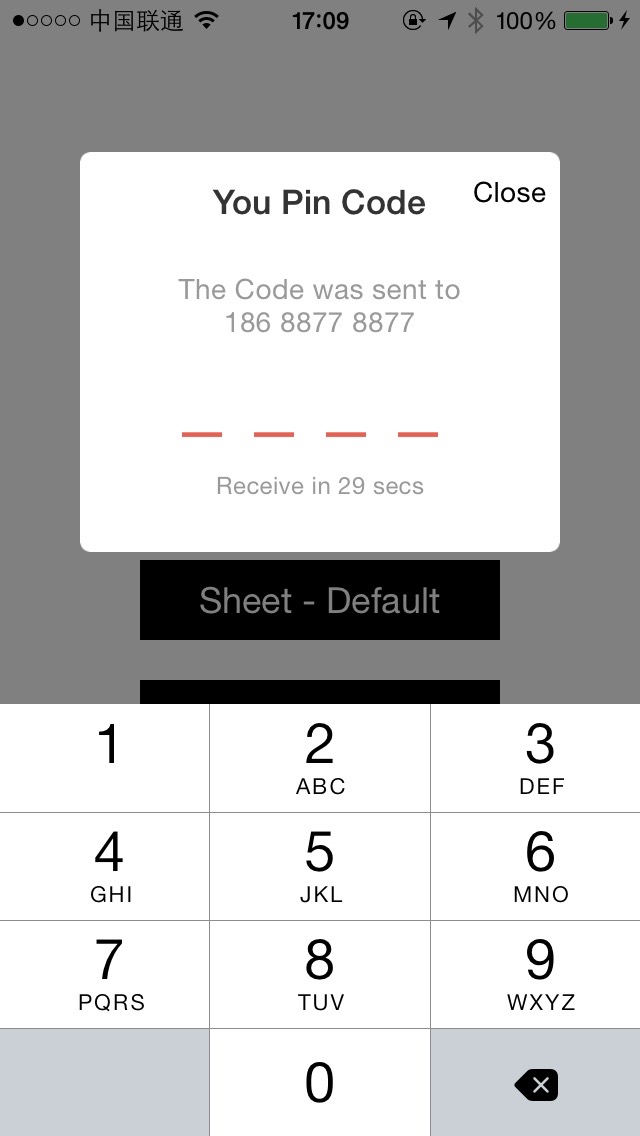 中国联通 17:09 100%
You Pin Code
Close
The Code was sent to
186 8877 8877
Receive in 29 secs
Sheet - Default
1 2 3
ABC DEF
4 5 6
GHI JKL MNO
7 8 9
PQRS TUV WXYZ
0